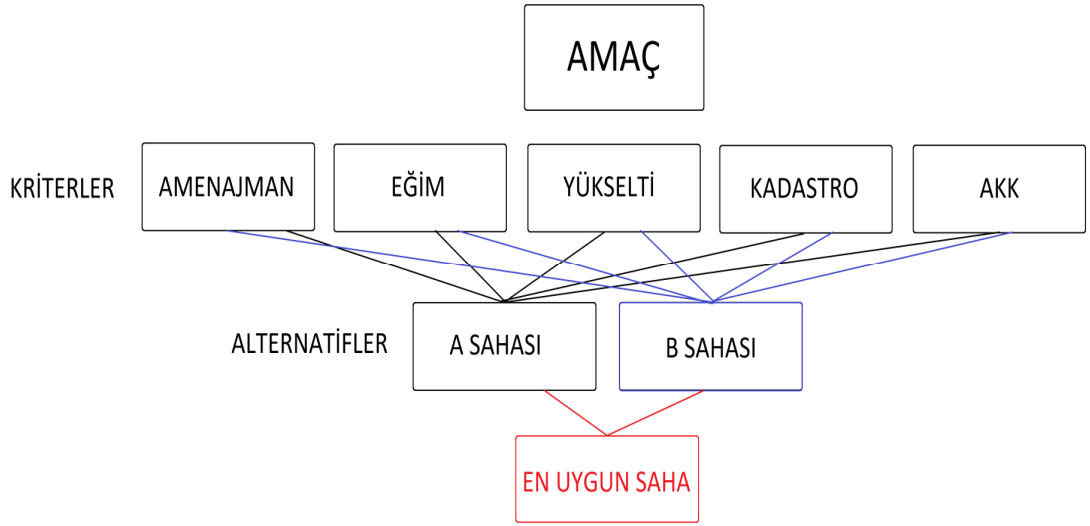 AMAÇ
KRİTERLER
AMENAJMAN
EĞİM
YÜKSELTİ
KADASTRO
AKK
ALTERNATİFLER
A SAHASI
B SAHASI
EN UYGUN SAHA